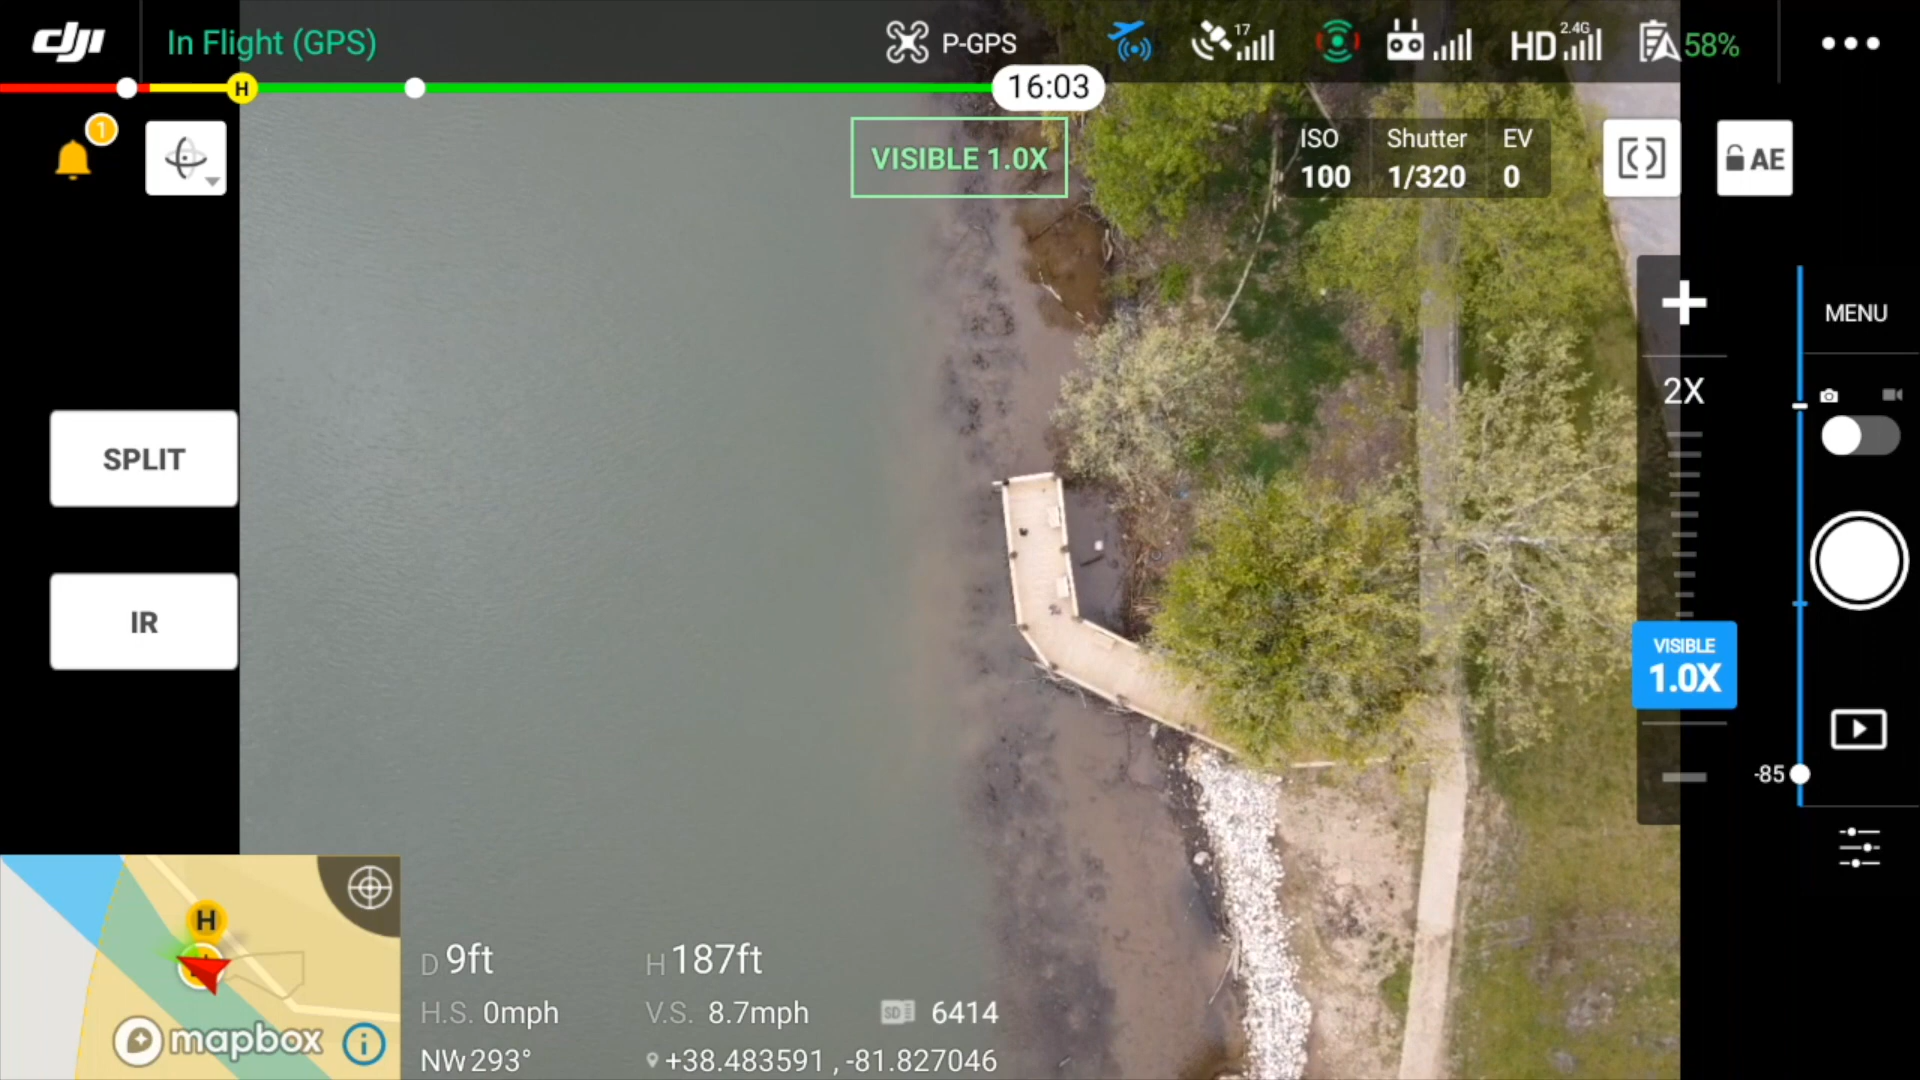 dji In Flight (GPS) P-GPS 17 HD 2.4G 58%
H 16:03
1 VISIBLE 1.0X ISO Shutter EV AE
100 1/320 0
MENU
2X
SPLIT
IR
VISIBLE
1.0X
-85
H
D 9ft H 187ft
H.S. 0mph V.S. 8.7mph SD 6414
mapbox i NW 293° +38.483591 , -81.827046